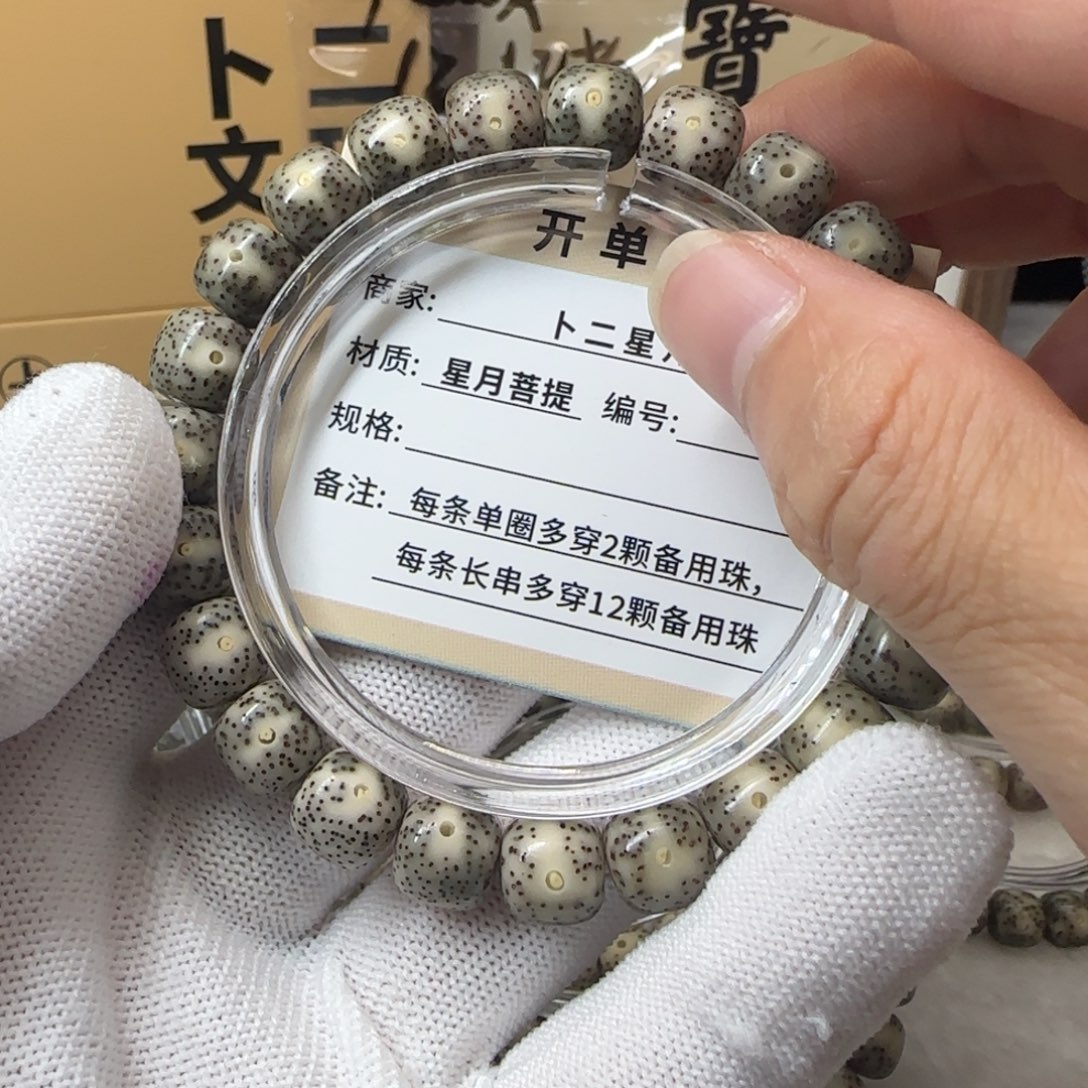 卜二
文
寶
开单
商家: 卜二星
材质: 星月菩提 编号:
规格:
备注: 每条单圈多穿2颗备用珠,
每条长串多穿12颗备用珠